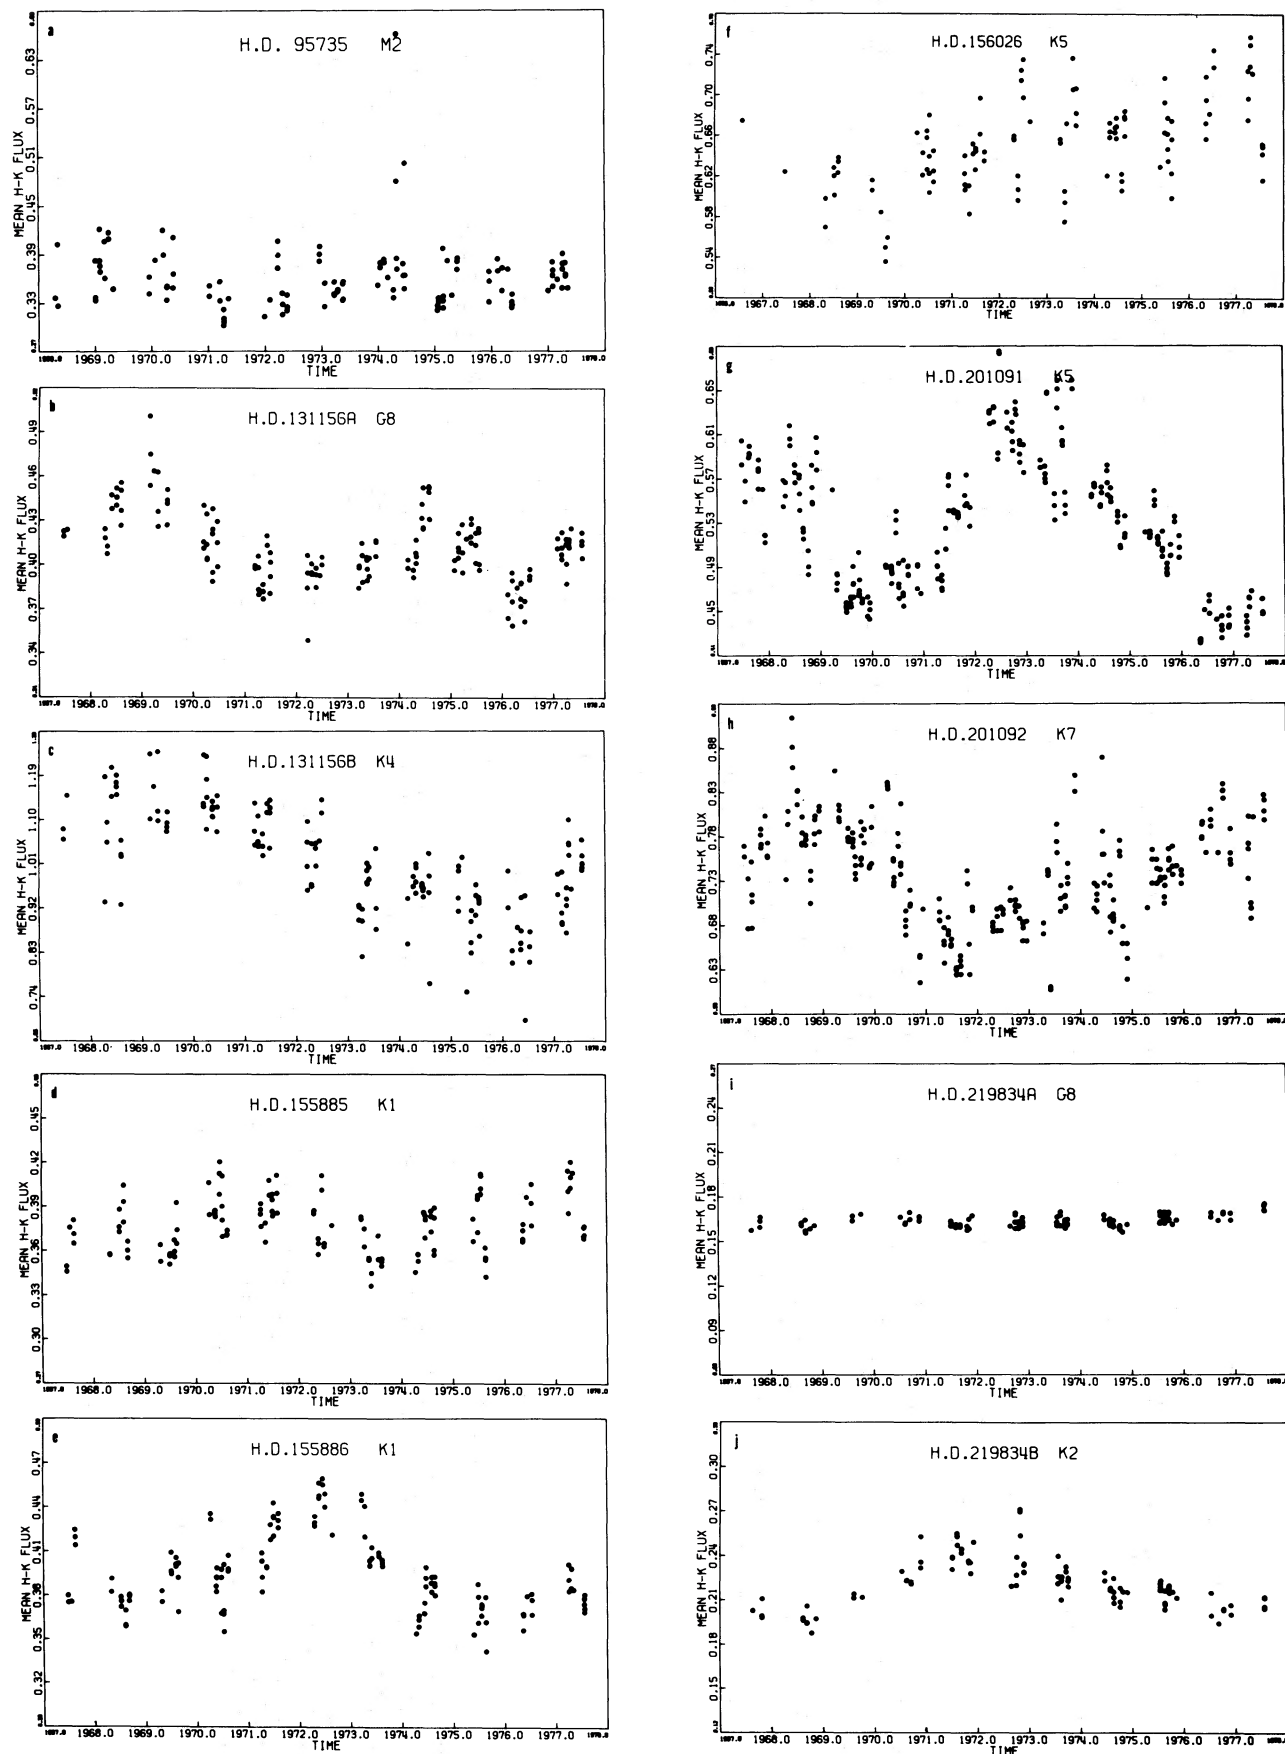 a
H.D. 95735 M2
MEAN H-K FLUX
0.63
0.57
0.51
0.45
0.39
0.33
1969.0 1970.0 1971.0 1972.0 1973.0 1974.0 1975.0 1976.0 1977.0
TIME
b
H.D.131156A G8
MEAN H-K FLUX
0.49
0.46
0.43
0.40
0.37
0.34
1968.0 1969.0 1970.0 1971.0 1972.0 1973.0 1974.0 1975.0 1976.0 1977.0
TIME
c
H.D.131156B K4
MEAN H-K FLUX
1.19
1.10
1.01
0.92
0.83
0.74
1968.0 1969.0 1970.0 1971.0 1972.0 1973.0 1974.0 1975.0 1976.0 1977.0
TIME
d
H.D.155885 K1
MEAN H-K FLUX
0.45
0.42
0.39
0.36
0.33
0.30
1968.0 1969.0 1970.0 1971.0 1972.0 1973.0 1974.0 1975.0 1976.0 1977.0
TIME
e
H.D.155886 K1
MEAN H-K FLUX
0.47
0.44
0.41
0.38
0.35
0.32
1968.0 1969.0 1970.0 1971.0 1972.0 1973.0 1974.0 1975.0 1976.0 1977.0
TIME
f
H.D.156026 K5
MEAN H-K FLUX
0.74
0.70
0.66
0.62
0.58
0.54
1967.0 1968.0 1969.0 1970.0 1971.0 1972.0 1973.0 1974.0 1975.0 1976.0 1977.0
TIME
g
H.D.201091 K5
MEAN H-K FLUX
0.65
0.61
0.57
0.53
0.49
0.45
1968.0 1969.0 1970.0 1971.0 1972.0 1973.0 1974.0 1975.0 1976.0 1977.0
TIME
h
H.D.201092 K7
MEAN H-K FLUX
0.88
0.83
0.78
0.73
0.68
0.63
1968.0 1969.0 1970.0 1971.0 1972.0 1973.0 1974.0 1975.0 1976.0 1977.0
TIME
i
H.D.219834A G8
MEAN H-K FLUX
0.24
0.21
0.18
0.15
0.12
0.09
1968.0 1969.0 1970.0 1971.0 1972.0 1973.0 1974.0 1975.0 1976.0 1977.0
TIME
j
H.D.219834B K2
MEAN H-K FLUX
0.30
0.27
0.24
0.21
0.18
0.15
1968.0 1969.0 1970.0 1971.0 1972.0 1973.0 1974.0 1975.0 1976.0 1977.0
TIME